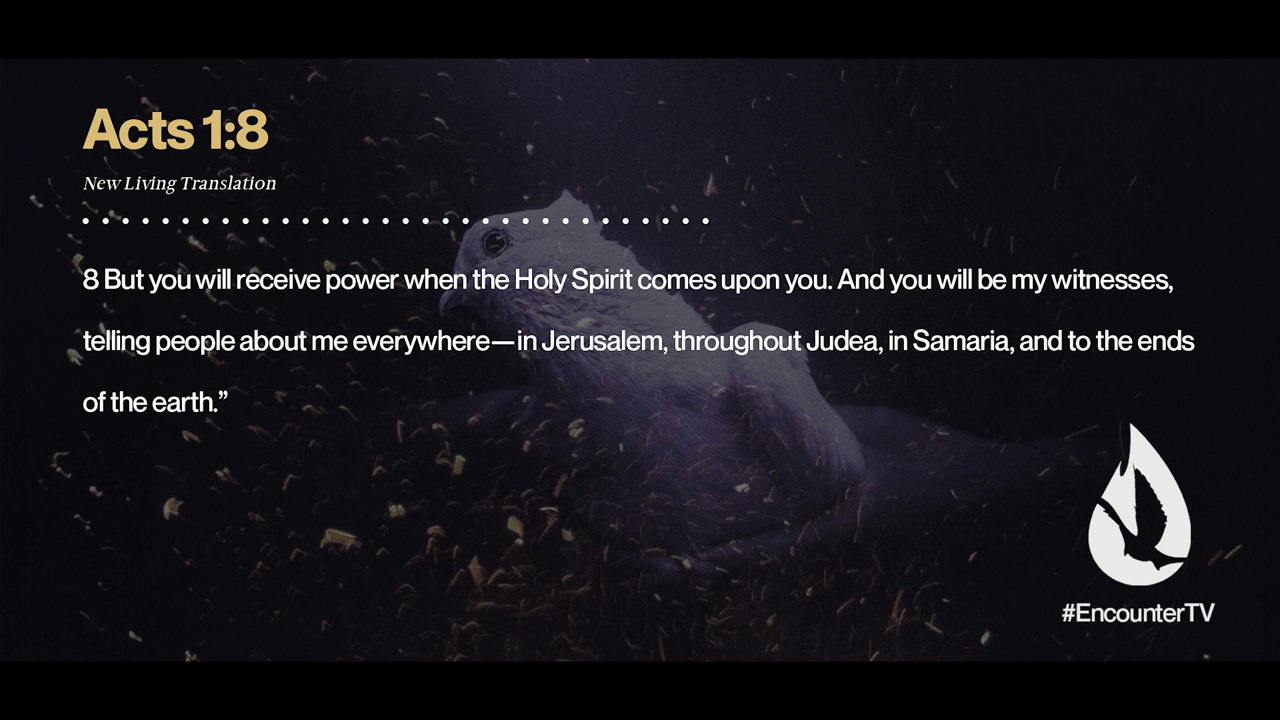 Acts 1:8
New Living Translation
8 But you will receive power when the Holy Spirit comes upon you. And you will be my witnesses,
telling people about me everywhere—in Jerusalem, throughout Judea, in Samaria, and to the ends
of the earth.”
#EncounterTV